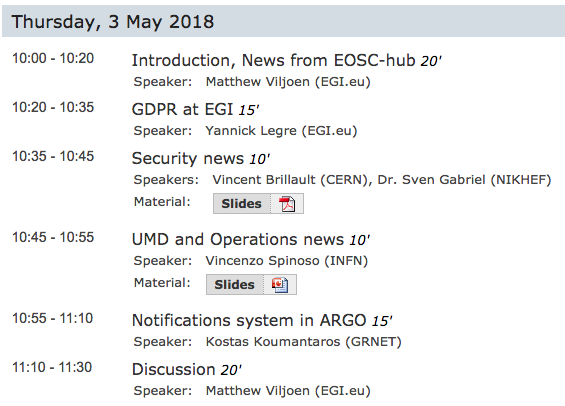 Thursday, 3 May 2018
10:00 - 10:20 Introduction, News from EOSC-hub 20'
Speaker: Matthew Viljoen (EGI.eu)
10:20 - 10:35 GDPR at EGI 15'
Speaker: Yannick Legre (EGI.eu)
10:35 - 10:45 Security news 10'
Speakers: Vincent Brillault (CERN), Dr. Sven Gabriel (NIKHEF)
Material: Slides
10:45 - 10:55 UMD and Operations news 10'
Speaker: Vincenzo Spinoso (INFN)
Material: Slides
10:55 - 11:10 Notifications system in ARGO 15'
Speaker: Kostas Koumantaros (GRNET)
11:10 - 11:30 Discussion 20'
Speaker: Matthew Viljoen (EGI.eu)